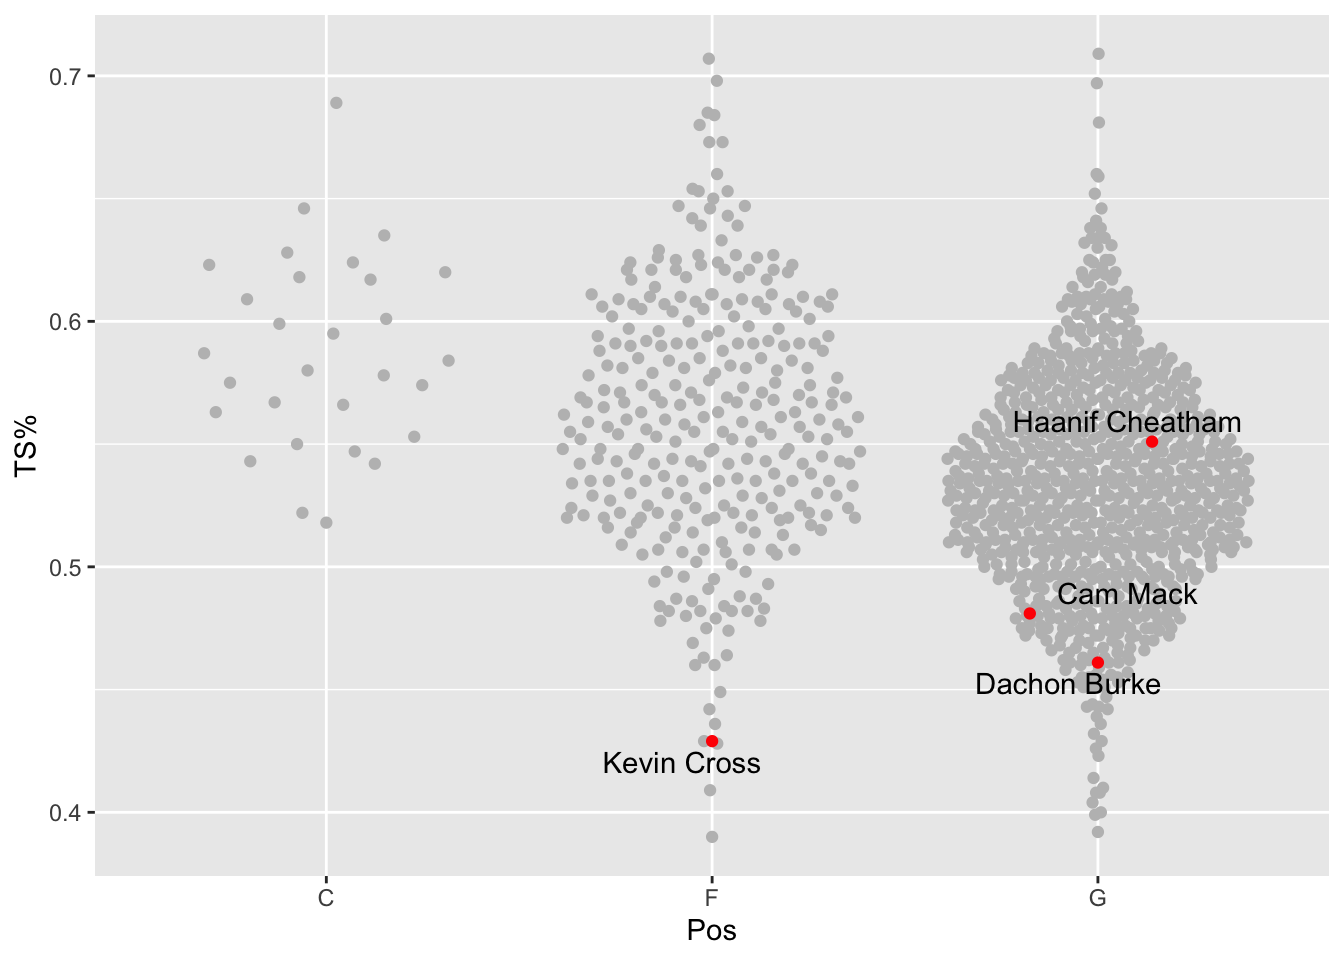 0.7
0.6
0.5
0.4
TS%
Haanif Cheatham
Cam Mack
Dachon Burke
Kevin Cross
C
F
G
Pos